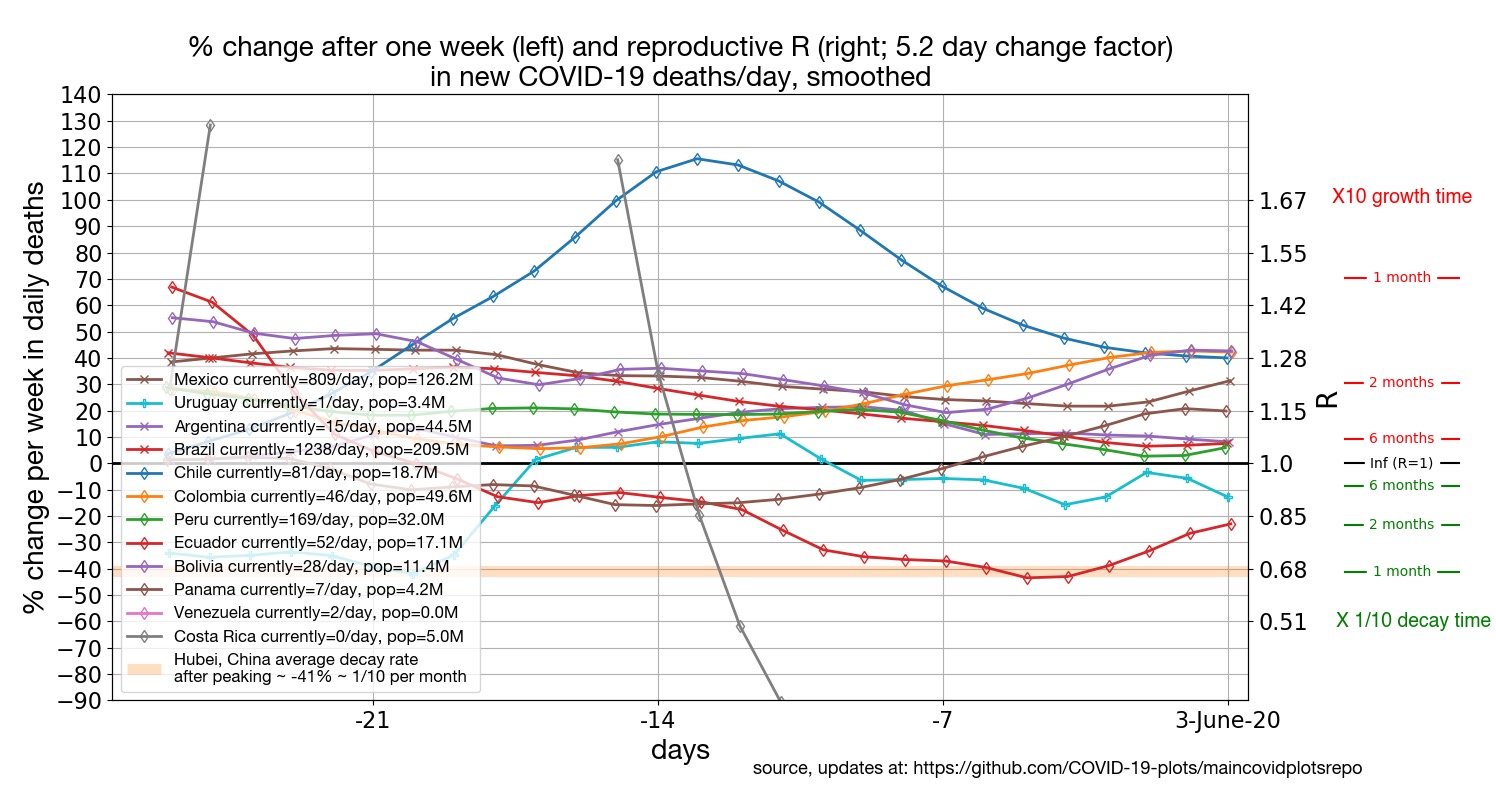 % change after one week (left) and reproductive R (right; 5.2 day change factor)
in new COVID-19 deaths/day, smoothed
% change per week in daily deaths
140
130
120
110
100
90
80
70
60
50
40
30
20
10
0
−10
−20
−30
−40
−50
−60
−70
−80
−90
Mexico currently=809/day, pop=126.2M
Uruguay currently=1/day, pop=3.4M
Argentina currently=15/day, pop=44.5M
Brazil currently=1238/day, pop=209.5M
Chile currently=81/day, pop=18.7M
Colombia currently=46/day, pop=49.6M
Peru currently=169/day, pop=32.0M
Ecuador currently=52/day, pop=17.1M
Bolivia currently=28/day, pop=11.4M
Panama currently=7/day, pop=4.2M
Venezuela currently=2/day, pop=0.0M
Costa Rica currently=0/day, pop=5.0M
Hubei, China average decay rate
after peaking ~ -41% ~ 1/10 per month
-21
-14
-7
3-June-20
days
1.67
1.55
1.42
1.28
1.15
1.0
0.85
0.68
0.51
R
X10 growth time
1 month
2 months
6 months
Inf (R=1)
6 months
2 months
1 month
X 1/10 decay time
source, updates at: https://github.com/COVID-19-plots/maincovidplotsrepo